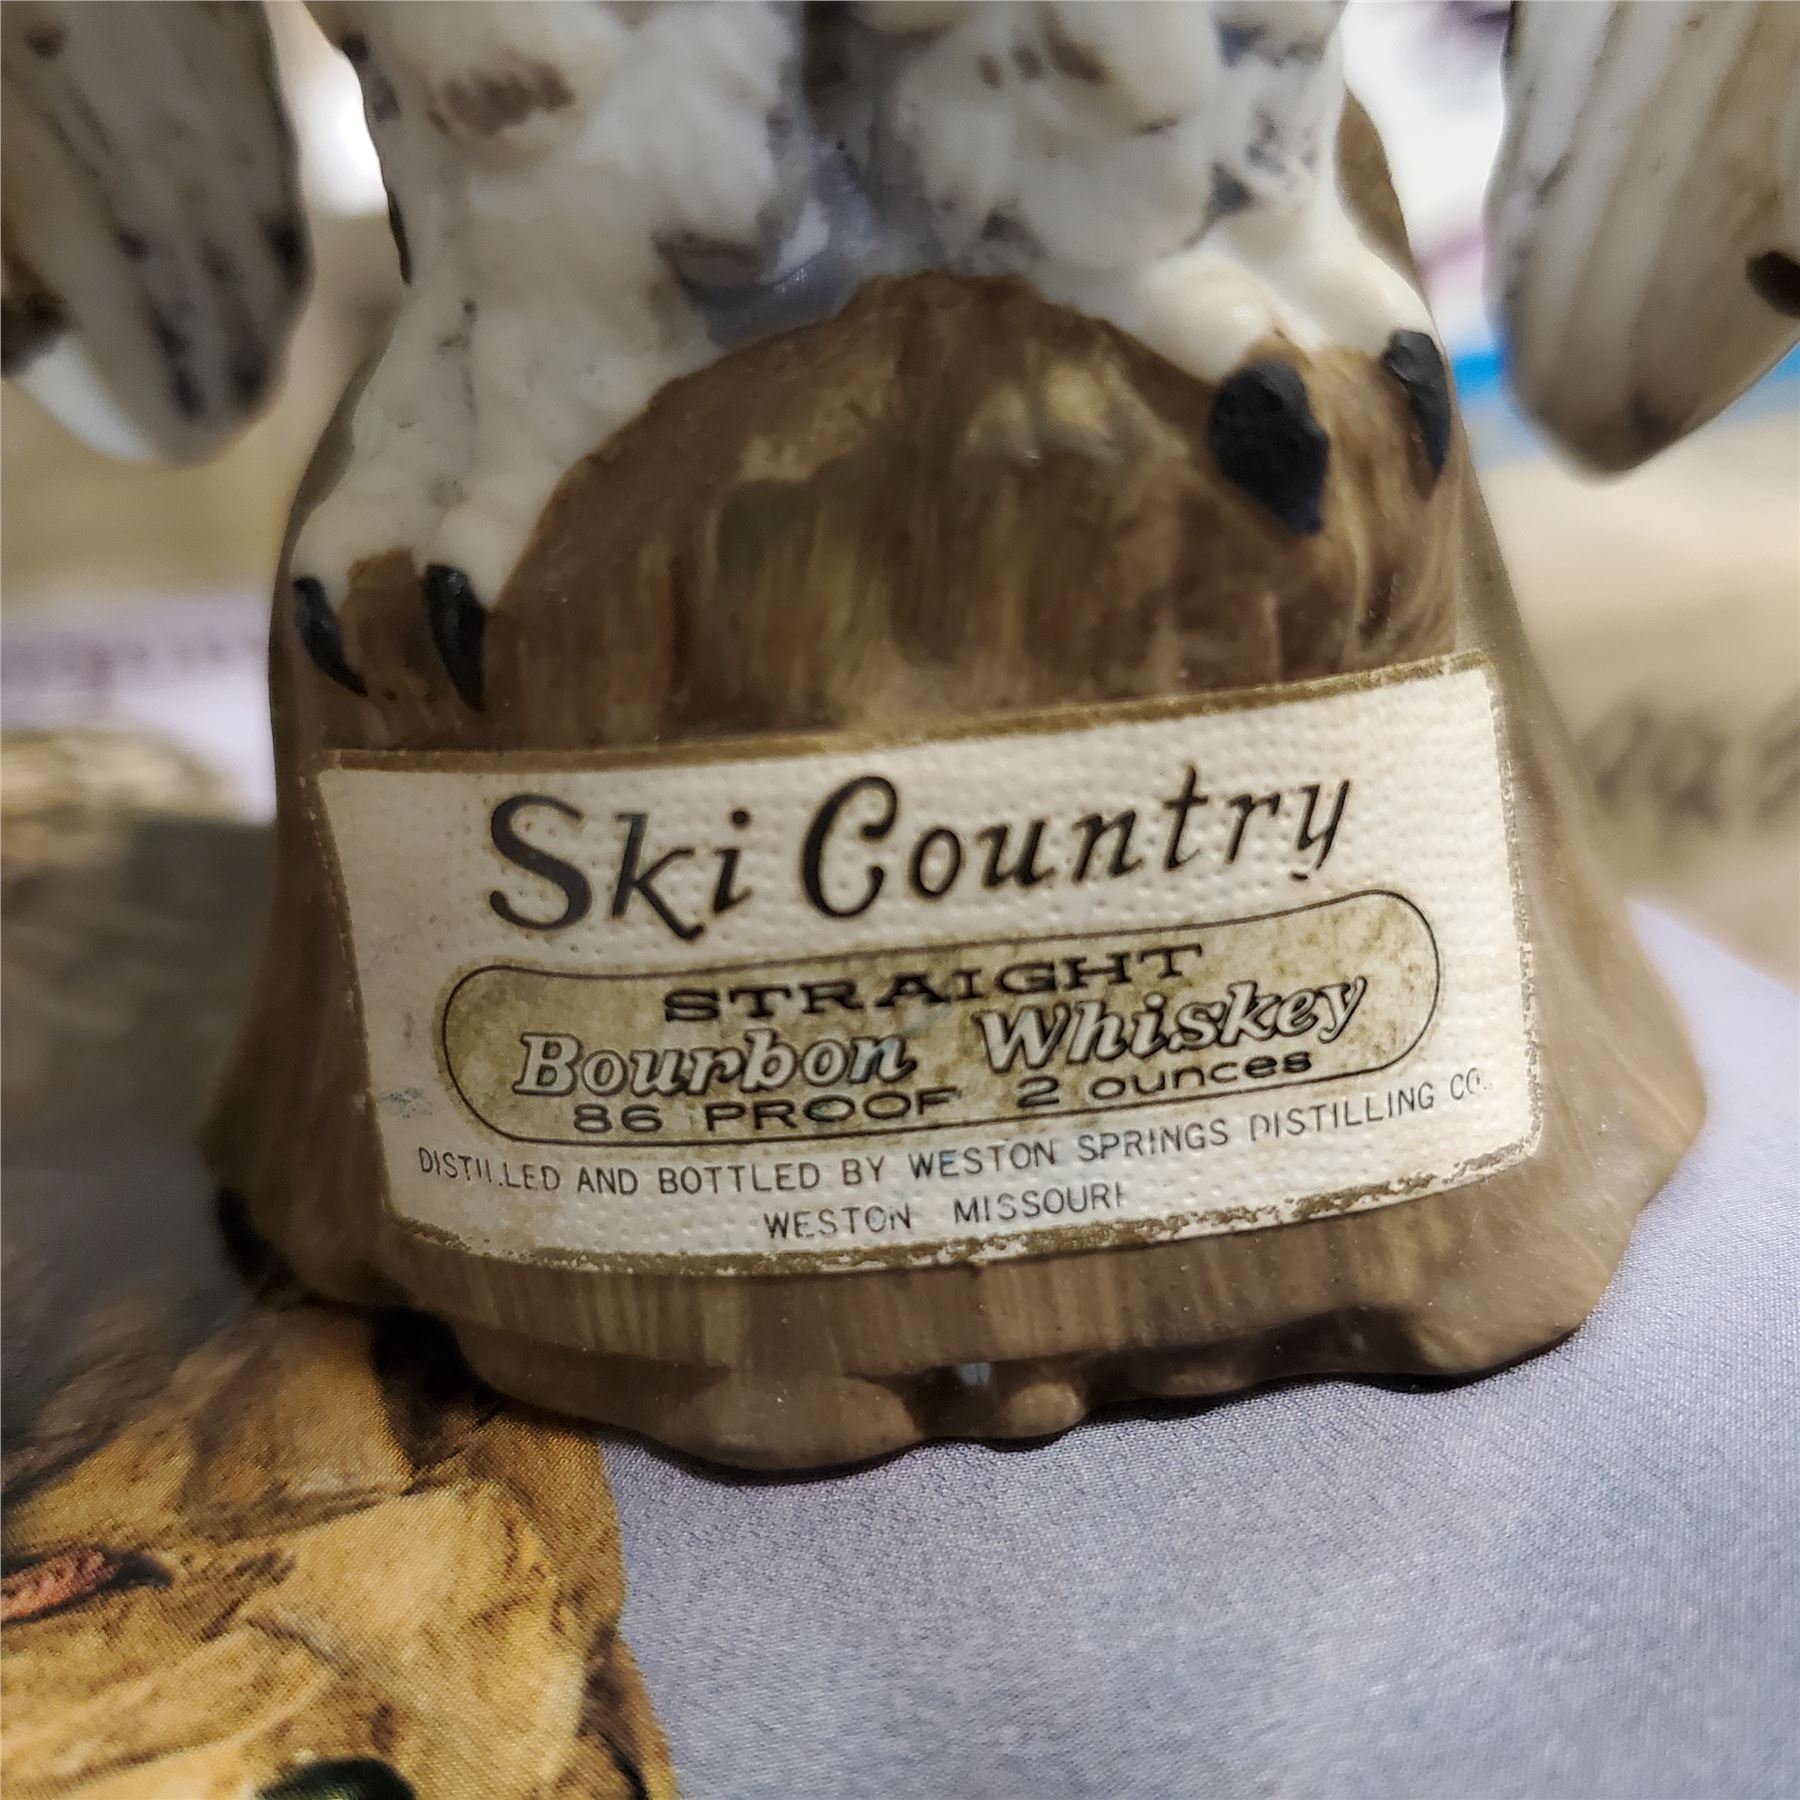 Ski Country
STRAIGHT
Bourbon Whiskey
86 PROOF 2 ounces
DISTILLED AND BOTTLED BY WESTON SPRINGS DISTILLING CO.
WESTON MISSOURI